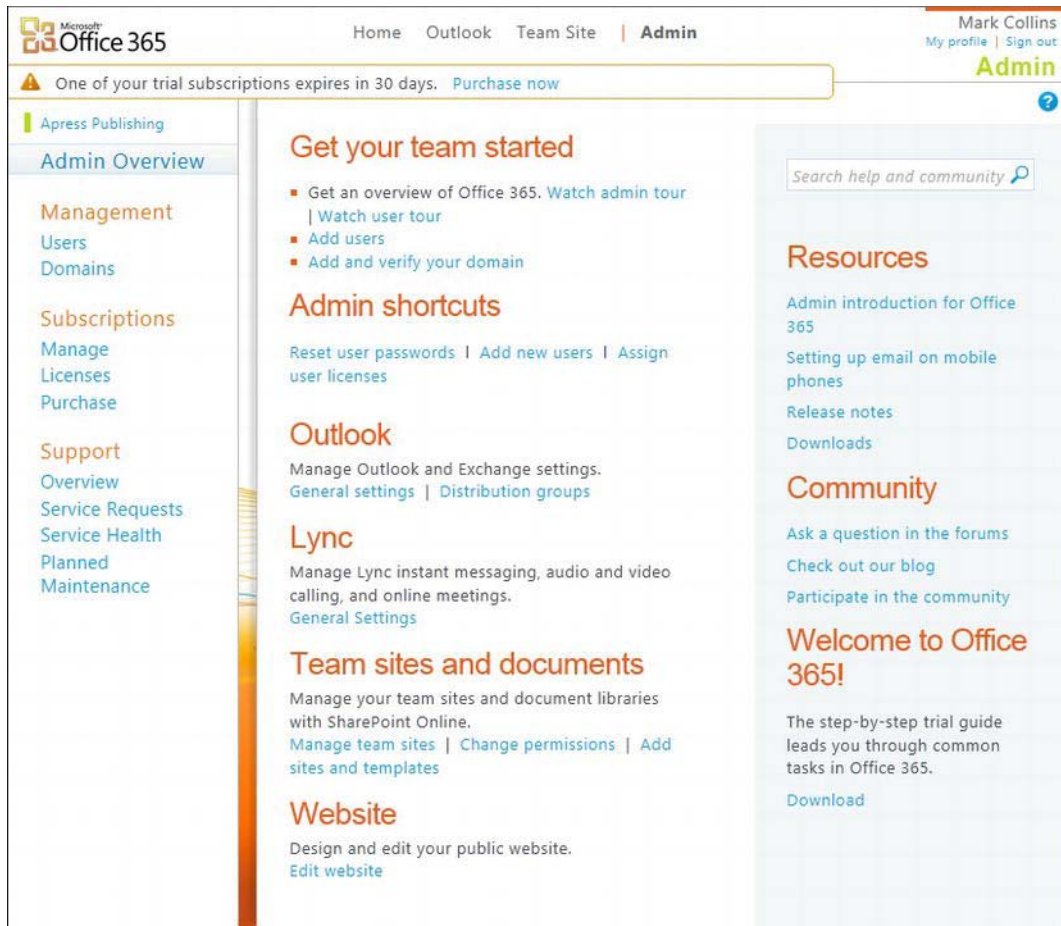 Microsoft®
Office 365
Home Outlook Team Site | Admin
Mark Collins
My profile | Sign out
Admin
One of your trial subscriptions expires in 30 days. Purchase now
Apress Publishing
Admin Overview
Management
Users
Domains
Subscriptions
Manage
Licenses
Purchase
Support
Overview
Service Requests
Service Health
Planned
Maintenance
Get your team started
Get an overview of Office 365. Watch admin tour
| Watch user tour
Add users
Add and verify your domain
Admin shortcuts
Reset user passwords | Add new users | Assign
user licenses
Outlook
Manage Outlook and Exchange settings.
General settings | Distribution groups
Lync
Manage Lync instant messaging, audio and video
calling, and online meetings.
General Settings
Team sites and documents
Manage your team sites and document libraries
with SharePoint Online.
Manage team sites | Change permissions | Add
sites and templates
Website
Design and edit your public website.
Edit website
?
Search help and community
Resources
Admin introduction for Office
365
Setting up email on mobile
phones
Release notes
Downloads
Community
Ask a question in the forums
Check out our blog
Participate in the community
Welcome to Office
365!
The step-by-step trial guide
leads you through common
tasks in Office 365.
Download